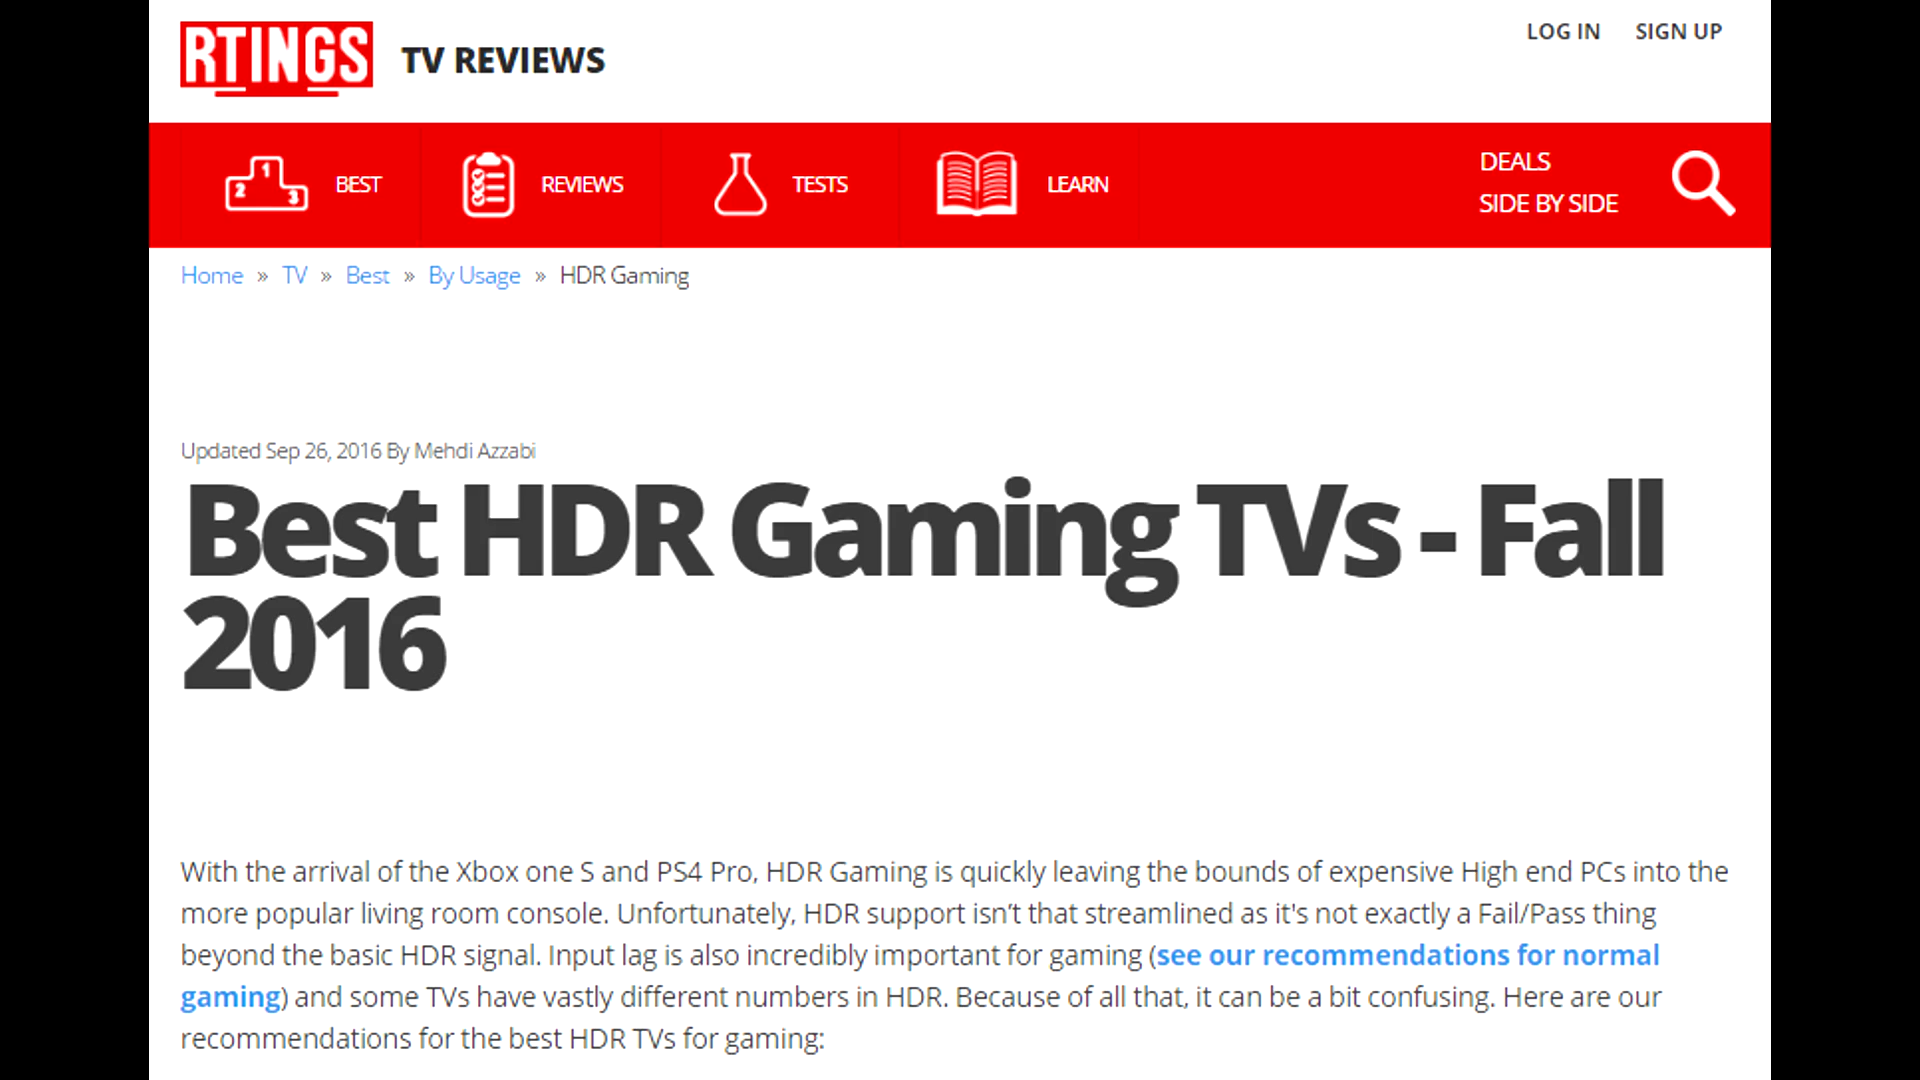 RTINGS TV REVIEWS LOG IN SIGN UP
1 2 3 BEST REVIEWS TESTS LEARN DEALS
SIDE BY SIDE
Home » TV » Best » By Usage » HDR Gaming
Updated Sep 26, 2016 By Mehdi Azzabi
Best HDR Gaming TVs - Fall
2016
With the arrival of the Xbox one S and PS4 Pro, HDR Gaming is quickly leaving the bounds of expensive High end PCs into the
more popular living room console. Unfortunately, HDR support isn't that streamlined as it's not exactly a Fail/Pass thing
beyond the basic HDR signal. Input lag is also incredibly important for gaming (see our recommendations for normal
gaming) and some TVs have vastly different numbers in HDR. Because of all that, it can be a bit confusing. Here are our
recommendations for the best HDR TVs for gaming: